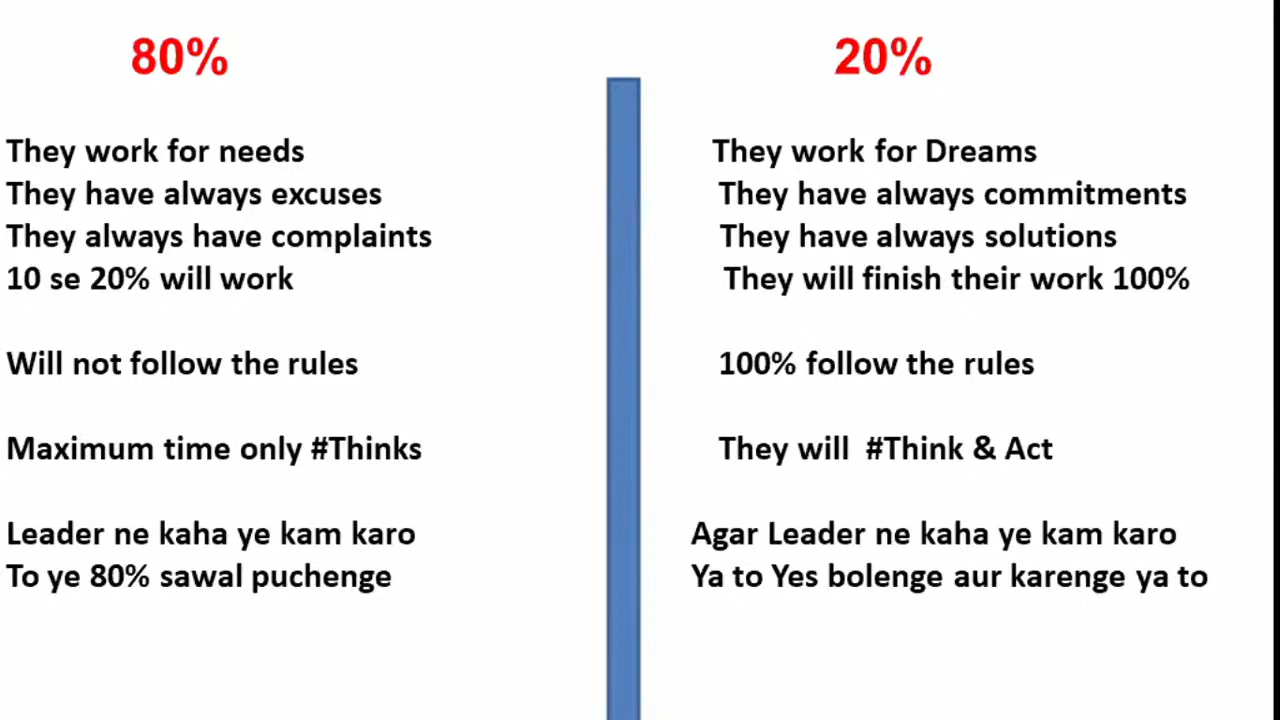 80%
They work for needs
They have always excuses
They always have complaints
10 se 20% will work
Will not follow the rules
Maximum time only #Thinks
Leader ne kaha ye kam karo
To ye 80% sawal puchenge
20%
They work for Dreams
They have always commitments
They have always solutions
They will finish their work 100%
100% follow the rules
They will #Think & Act
Agar Leader ne kaha ye kam karo
Ya to Yes bolenge aur karenge ya to